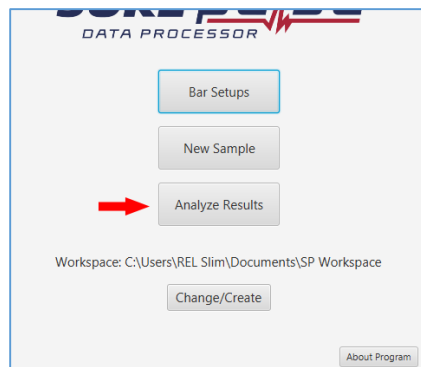 DATA PROCESSOR
Bar Setups
New Sample
Analyze Results
Workspace: C:\Users\REL Slim\Documents\SP Workspace
Change/Create
About Program